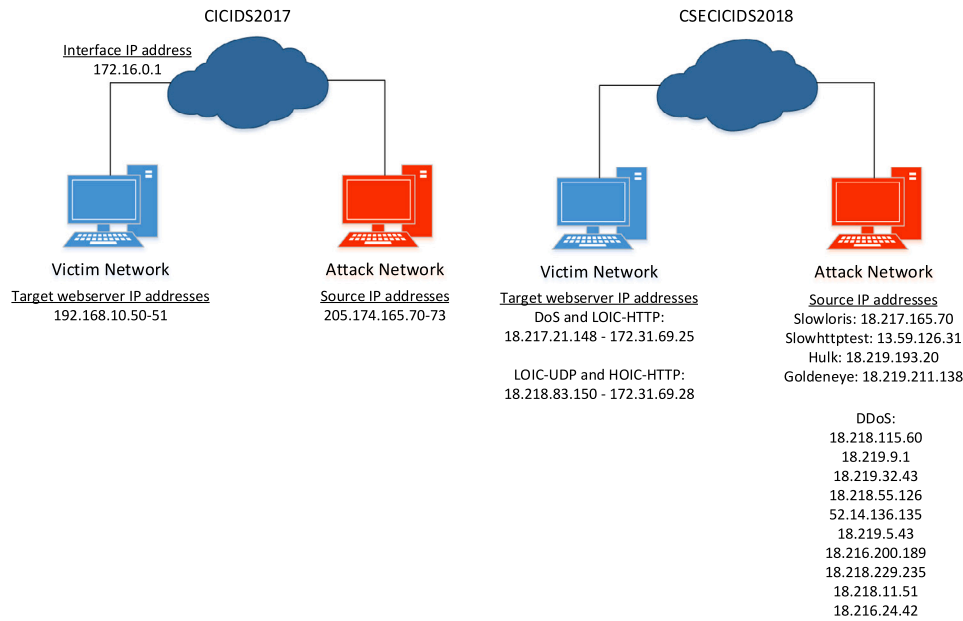 CICIDS2017
Interface IP address
172.16.0.1
Victim Network
Target webserver IP addresses
192.168.10.50-51
Attack Network
Source IP addresses
205.174.165.70-73
CSECICIDS2018
Victim Network
Target webserver IP addresses
DoS and LOIC-HTTP:
18.217.21.148 - 172.31.69.25
LOIC-UDP and HOIC-HTTP:
18.218.83.150 - 172.31.69.28
Attack Network
Source IP addresses
Slowloris: 18.217.165.70
Slowhttptest: 13.59.126.31
Hulk: 18.219.193.20
Goldeneye: 18.219.211.138
DDoS:
18.218.115.60
18.219.9.1
18.219.32.43
18.218.55.126
52.14.136.135
18.219.5.43
18.216.200.189
18.218.229.235
18.218.11.51
18.216.24.42